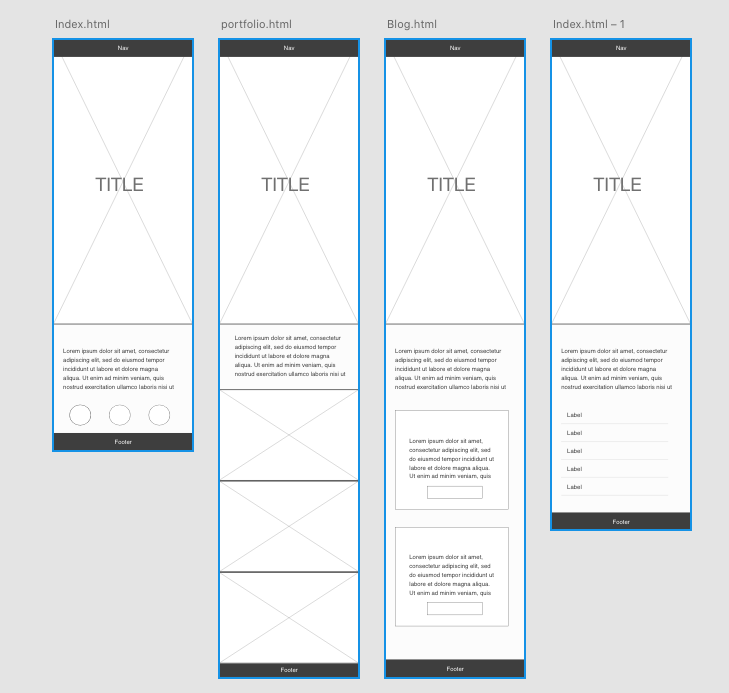 Index.html
Nav
TITLE
Lorem ipsum dolor sit amet, consectetur
adipiscing elit, sed do eiusmod tempor
incididunt ut labore et dolore magna
aliqua. Ut enim ad minim veniam, quis
nostrud exercitation ullamco laboris nisi ut
Footer
portfolio.html
Nav
TITLE
Lorem ipsum dolor sit amet, consectetur
adipiscing elit, sed do eiusmod tempor
incididunt ut labore et dolore magna
aliqua. Ut enim ad minim veniam, quis
nostrud exercitation ullamco laboris nisi ut
Footer
Blog.html
Nav
TITLE
Lorem ipsum dolor sit amet, consectetur
adipiscing elit, sed do eiusmod tempor
incididunt ut labore et dolore magna
aliqua. Ut enim ad minim veniam, quis
nostrud exercitation ullamco laboris nisi ut
Lorem ipsum dolor sit amet,
consectetur adipiscing elit, sed
do eiusmod tempor incididunt ut
labore et dolore magna aliqua.
Ut enim ad minim veniam, quis
Lorem ipsum dolor sit amet,
consectetur adipiscing elit, sed
do eiusmod tempor incididunt ut
labore et dolore magna aliqua.
Ut enim ad minim veniam, quis
Footer
Index.html – 1
Nav
TITLE
Lorem ipsum dolor sit amet, consectetur
adipiscing elit, sed do eiusmod tempor
incididunt ut labore et dolore magna
aliqua. Ut enim ad minim veniam, quis
nostrud exercitation ullamco laboris nisi ut
Label
Label
Label
Label
Label
Footer